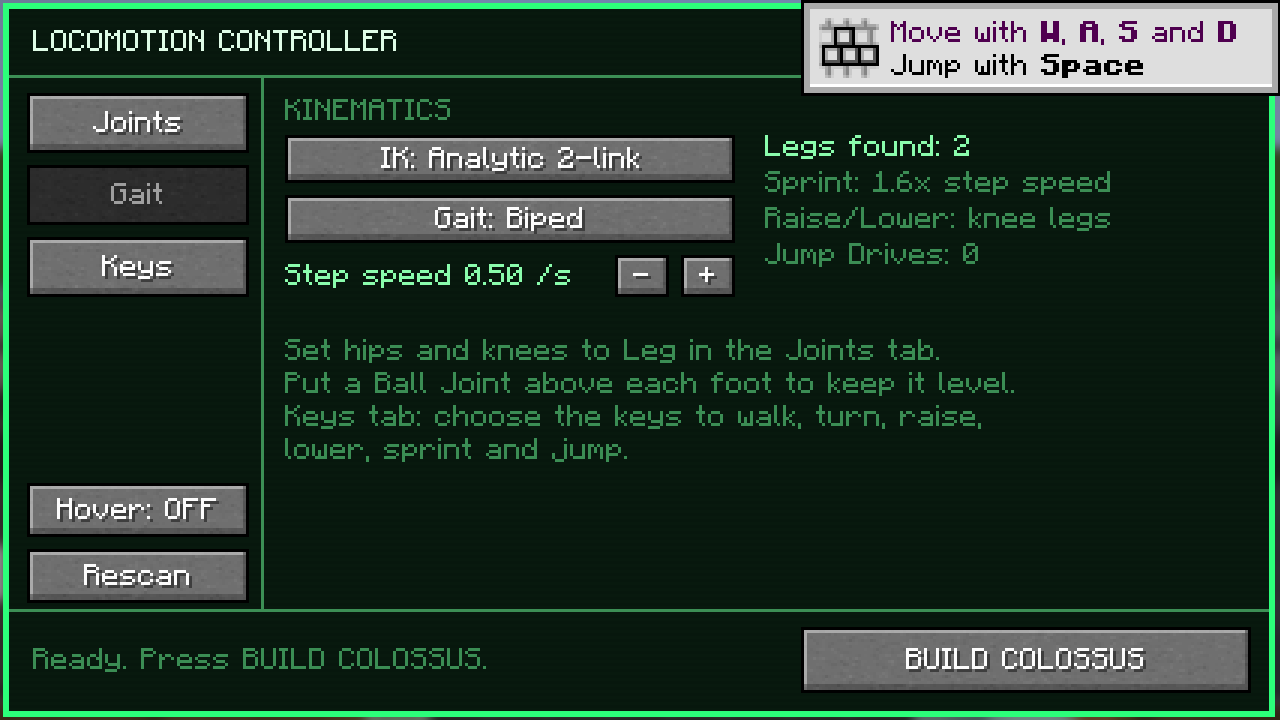 LOCOMOTION CONTROLLER
Move with W, A, S and D
Jump with Space
Joints
Gait
Keys
Hover: OFF
Rescan
KINEMATICS
IK: Analytic 2-link
Gait: Biped
Step speed 0.50 /s
-
+
Legs found: 2
Sprint: 1.6x step speed
Raise/Lower: knee legs
Jump Drives: 0
Set hips and knees to Leg in the Joints tab.
Put a Ball Joint above each foot to keep it level.
Keys tab: choose the keys to walk, turn, raise,
lower, sprint and jump.
Ready. Press BUILD COLOSSUS.
BUILD COLOSSUS